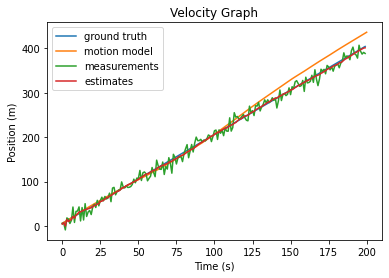 Velocity Graph
ground truth
motion model
measurements
estimates
Position (m)
400
300
200
100
0
0 25 50 75 100 125 150 175 200
Time (s)